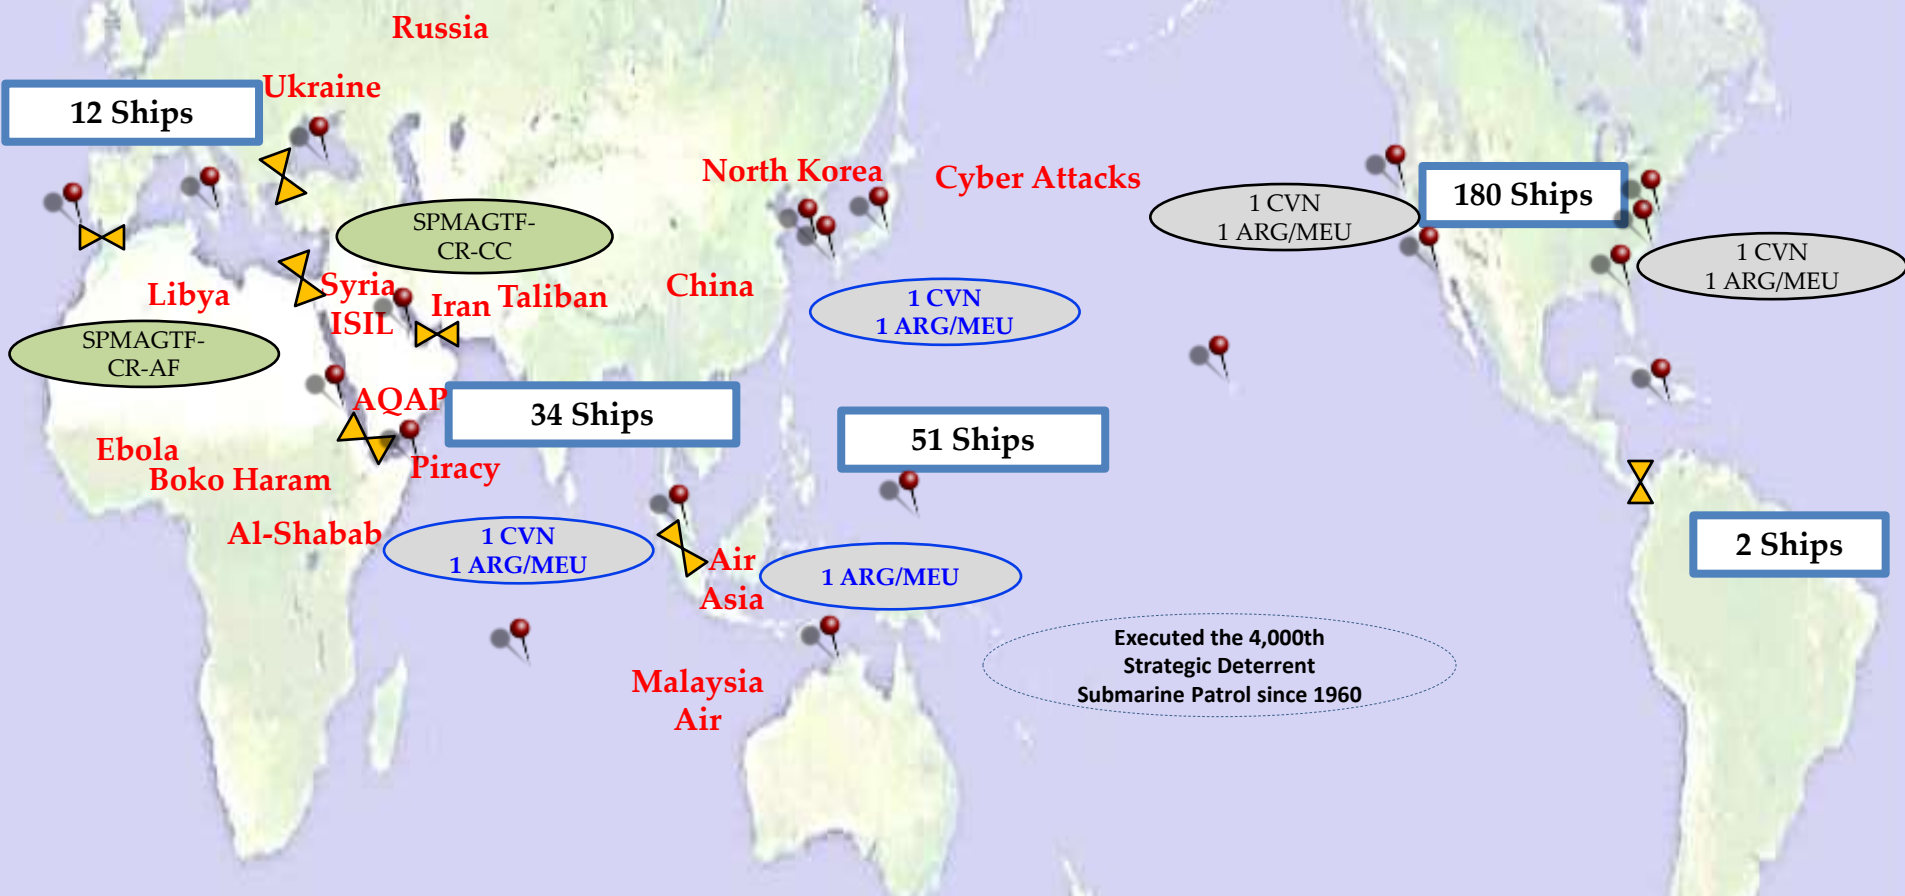 Russia
Ukraine
12 Ships
North Korea
Cyber Attacks
180 Ships
1 CVN
1 ARG/MEU
SPMAGTF-
CR-CC
1 CVN
1 ARG/MEU
Libya
Syria
ISIL
Iran
Taliban
China
1 CVN
1 ARG/MEU
SPMAGTF-
CR-AF
AQAP
34 Ships
51 Ships
Ebola
Boko Haram
Piracy
Al-Shabab
1 CVN
1 ARG/MEU
Air
Asia
1 ARG/MEU
2 Ships
Executed the 4,000th
Strategic Deterrent
Submarine Patrol since 1960
Malaysia
Air